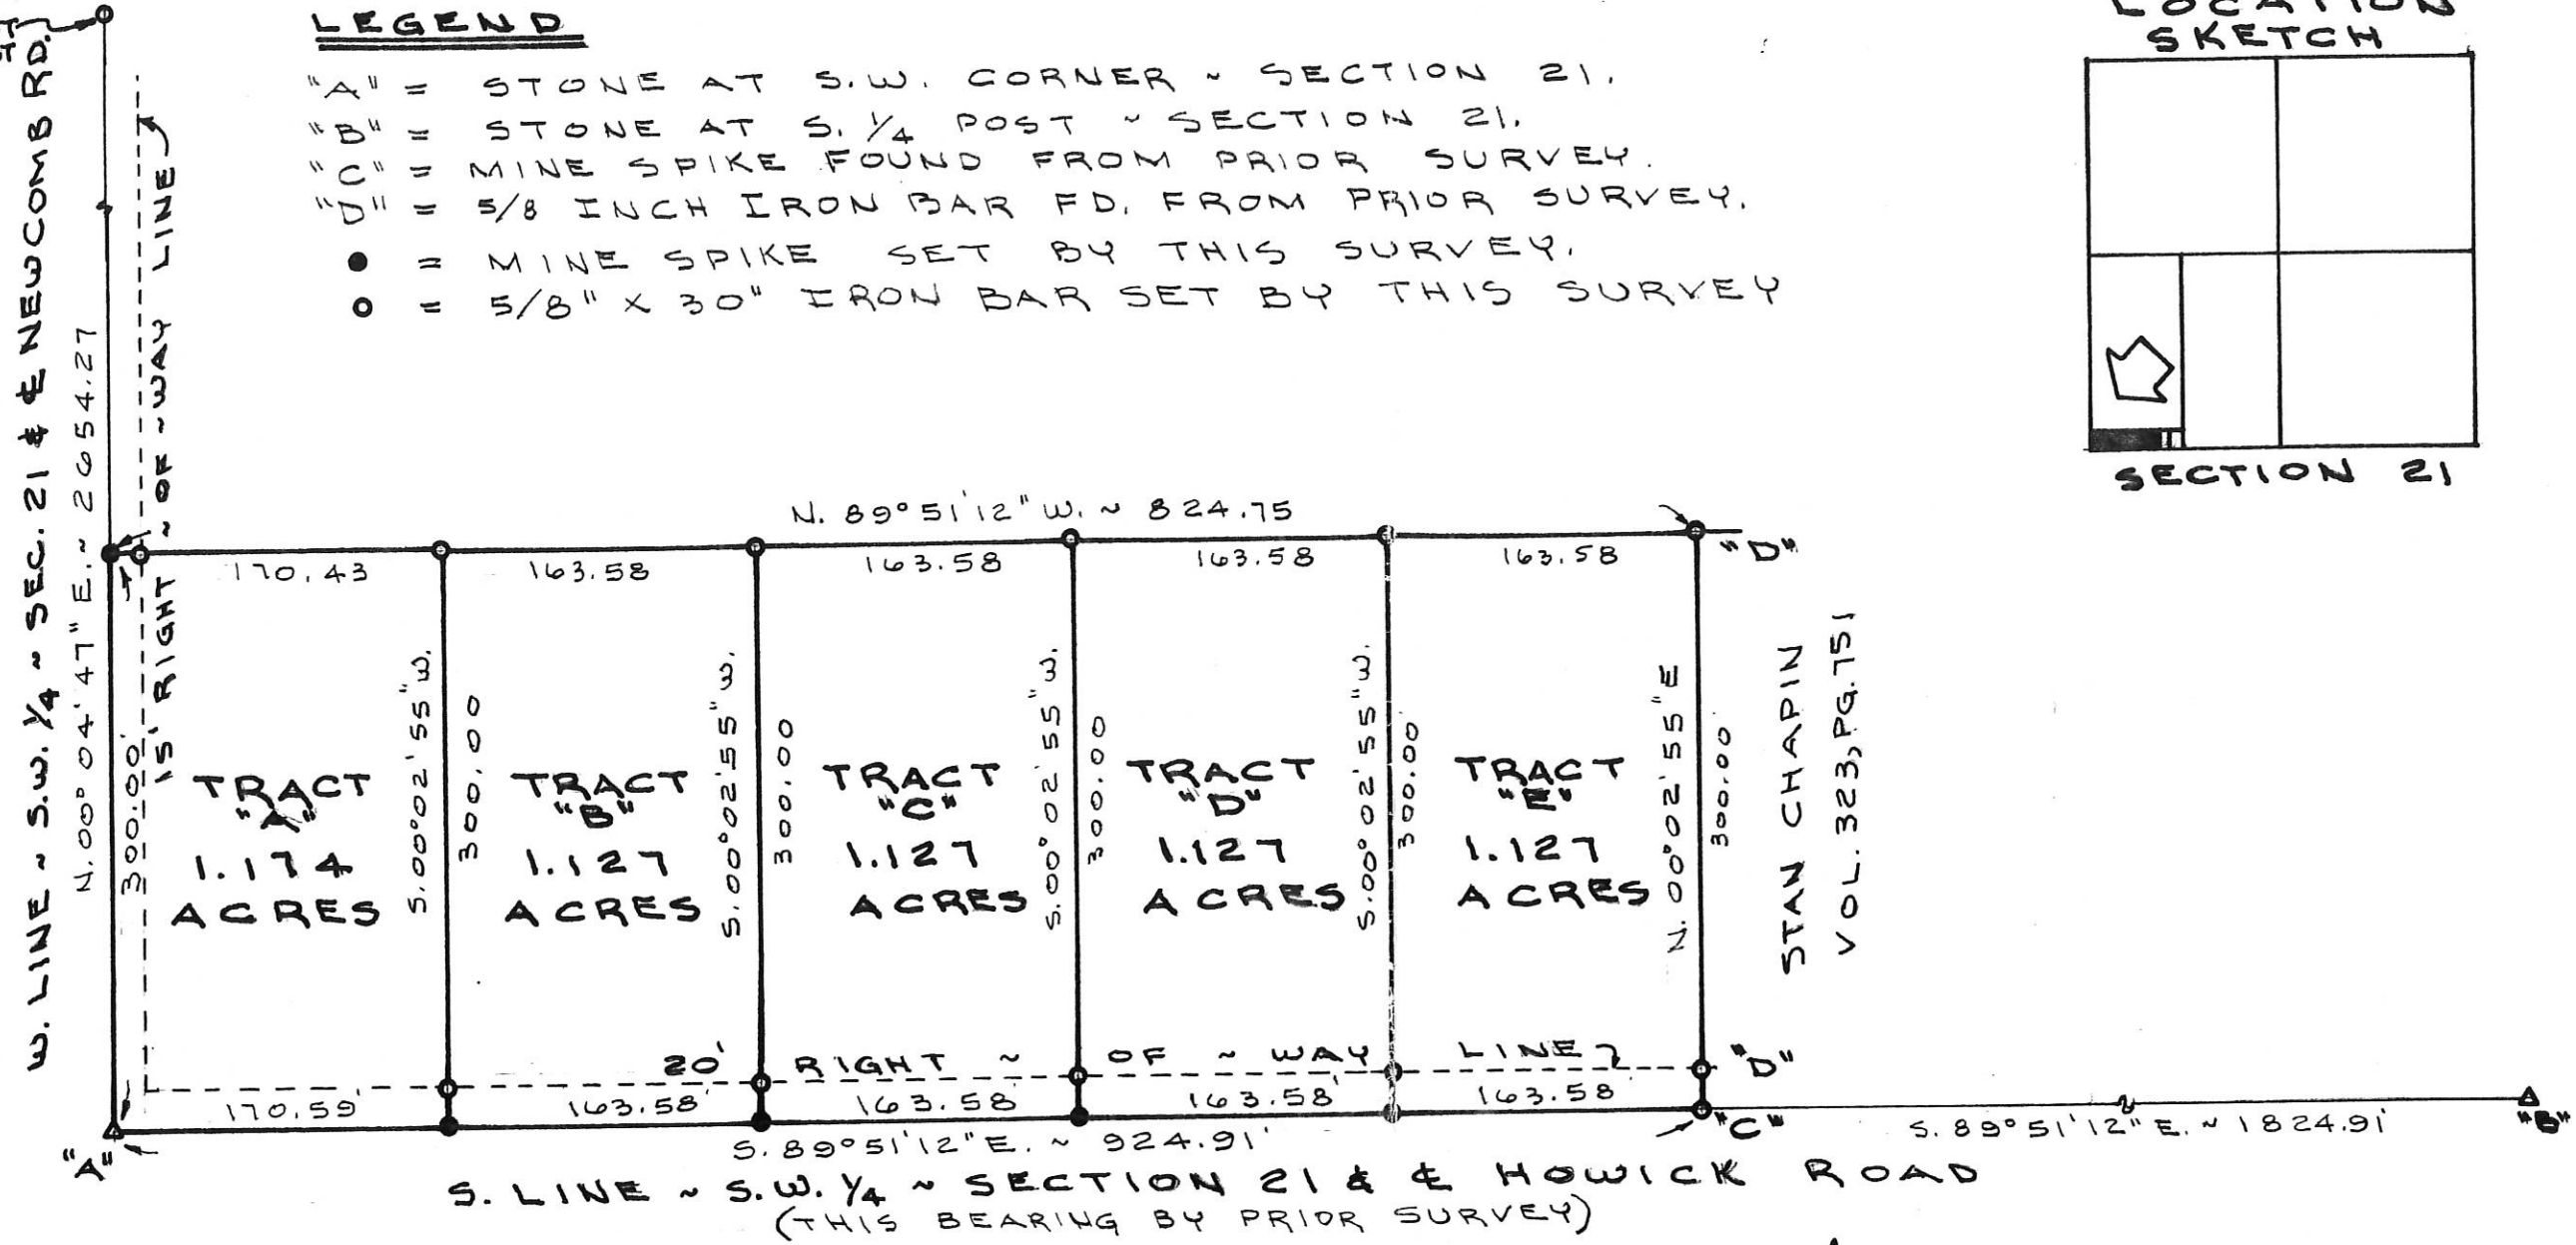 LEGEND
"A" = STONE AT S.W. CORNER ~ SECTION 21.
"B" = STONE AT S. 1/4 POST ~ SECTION 21.
"C" = MINE SPIKE FOUND FROM PRIOR SURVEY.
"D" = 5/8 INCH IRON BAR FD. FROM PRIOR SURVEY.
● = MINE SPIKE SET BY THIS SURVEY.
○ = 5/8" X 30" IRON BAR SET BY THIS SURVEY
LOCATION
SKETCH
SECTION 21
W. LINE ~ S.W. 1/4 ~ SEC. 21 & ℄ NEWCOMB RD.
N. 00° 04' 47" E. ~ 2654.27
300.00'
15' RIGHT ~ OF ~ WAY LINE
N. 89° 51' 12" W. ~ 824.75
170.43
163.58
163.58
163.58
163.58
"D"
TRACT
"A"
1.174
ACRES
S. 00° 02' 55" W.
300.00
TRACT
"B"
1.127
ACRES
S. 00° 02' 55" W.
300.00
TRACT
"C"
1.127
ACRES
S. 00° 02' 55" W.
300.00
TRACT
"D"
1.127
ACRES
S. 00° 02' 55" W.
300.00
TRACT
"E"
1.127
ACRES
N. 00° 02' 55" E
300.00
STAN CHAPIN
VOL. 323, PG. 751
20' RIGHT ~ OF ~ WAY LINE
"D"
170.59'
163.58'
163.58
163.58'
163.58
"A"
"C"
"B"
S. 89° 51' 12" E. ~ 924.91'
S. 89° 51' 12" E. ~ 1824.91'
S. LINE ~ S.W. 1/4 ~ SECTION 21 & ℄ HOWICK ROAD
(THIS BEARING BY PRIOR SURVEY)